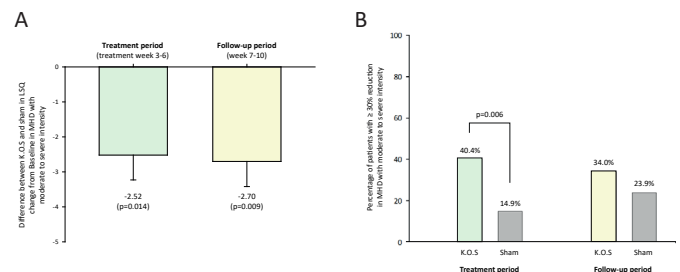 A
Treatment period
(treatment week 3-6)
Follow-up period
(week 7-10)
Difference between K.O.S and sham in LSQ
change from Baseline in MHD with
moderate to severe intensity
0
-1
-2
-3
-4
-5
-2.52
(p=0.014)
-2.70
(p=0.009)
B
Percentage of patients with ≥ 30% reduction
in MHD with moderate to severe intensity
100
80
60
40
20
0
p=0.006
40.4%
14.9%
34.0%
23.9%
K.O.S
Sham
K.O.S
Sham
Treatment period
Follow-up period